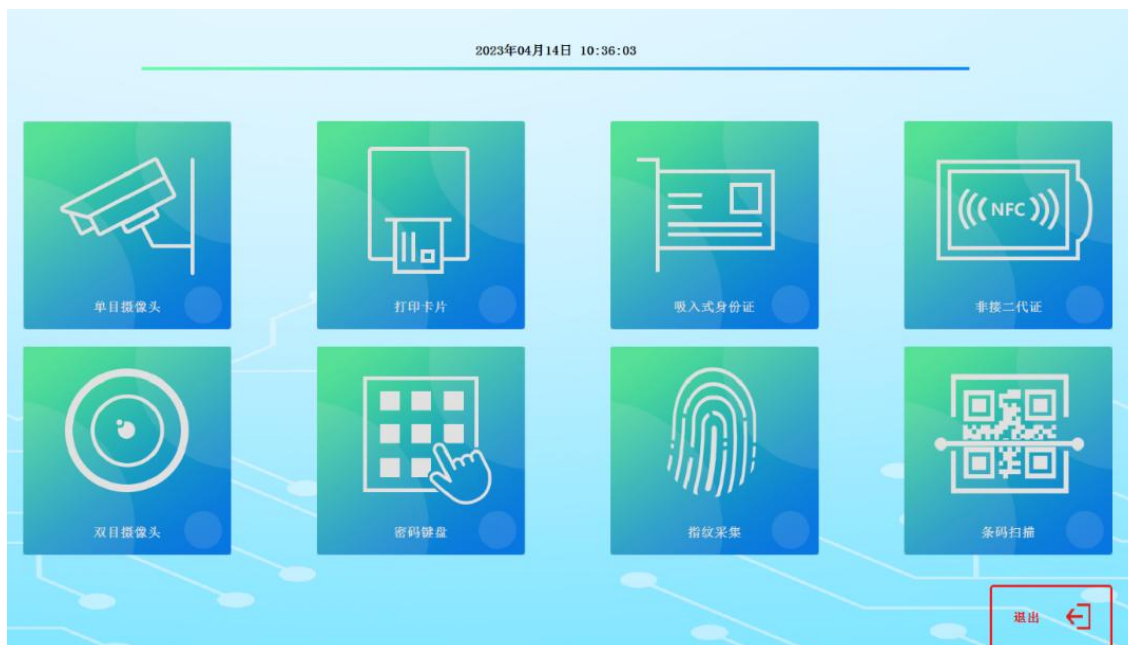 2023年04月14日 10:36:03
NFC
单目摄像头
打印卡片
吸入式身份证
非接二代证
双目摄像头
密码键盘
指纹采集
条码扫描
退出